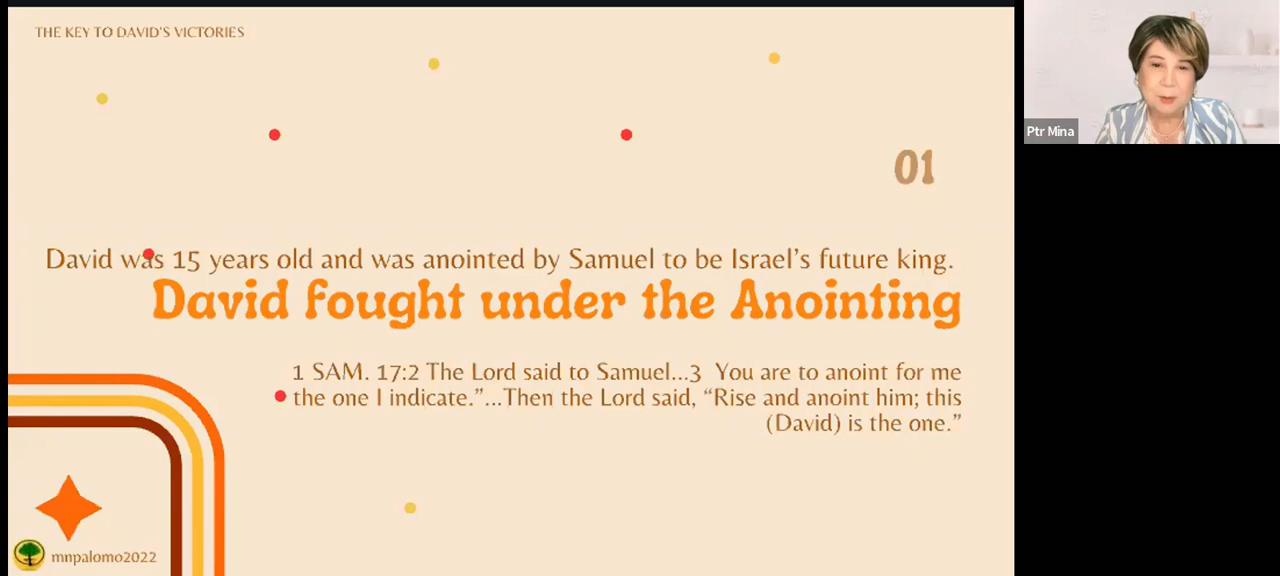 THE KEY TO DAVID'S VICTORIES
Ptr Mina
01
David was 15 years old and was anointed by Samuel to be Israel's future king.
David fought under the Anointing
1 SAM. 17:2 The Lord said to Samuel...3 You are to anoint for me
the one I indicate.”...Then the Lord said, “Rise and anoint him; this
(David) is the one.”
mnpalomo2022